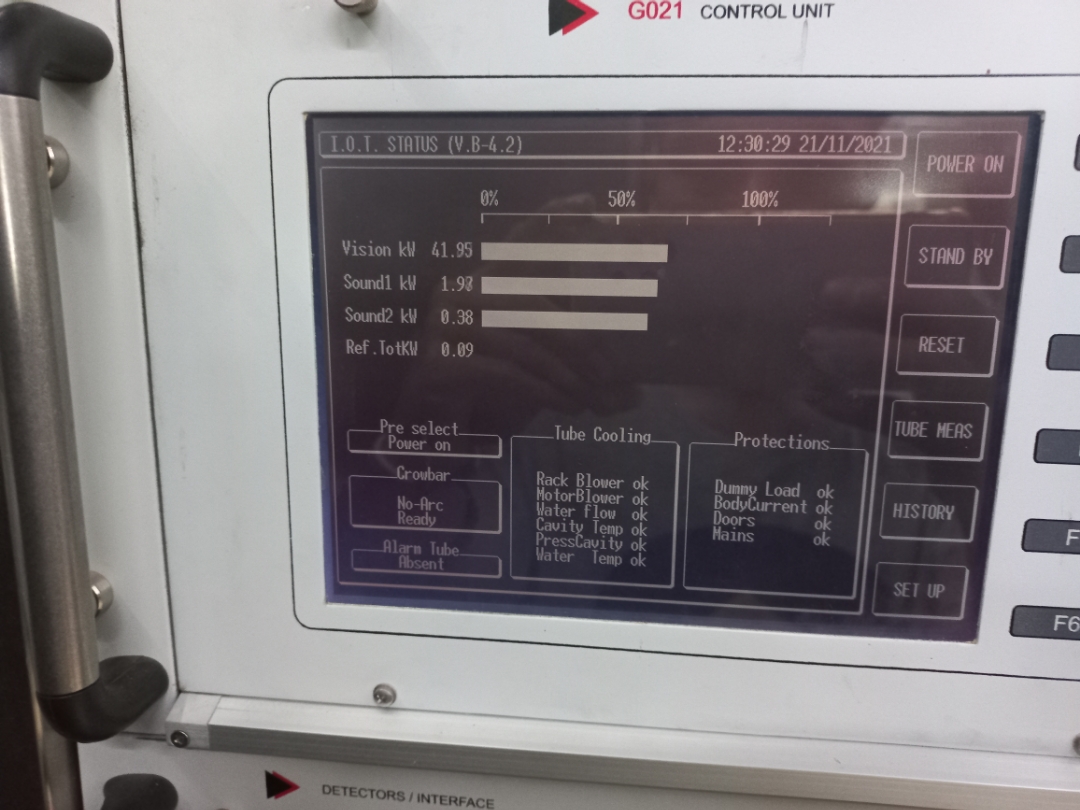 G021 CONTROL UNIT
I.O.T. STATUS (V.B-4.2) 12:30:29 21/11/2021
POWER ON
0% 50% 100%
Vision kW 41.95
STAND BY
Sound1 kW 1.93
Sound2 kW 0.38
RESET
Ref.TotKW 0.09
TUBE MEAS
Pre select
Power on
Crowbar
No-Arc
Ready
Alarm Tube
Absent
Tube Cooling
Rack Blower ok
MotorBlower ok
Water flow ok
Cavity Temp ok
PressCavity ok
Water Temp ok
Protections
Dummy Load ok
BodyCurrent ok
Doors ok
Mains ok
HISTORY
SET UP
F6
DETECTORS / INTERFACE